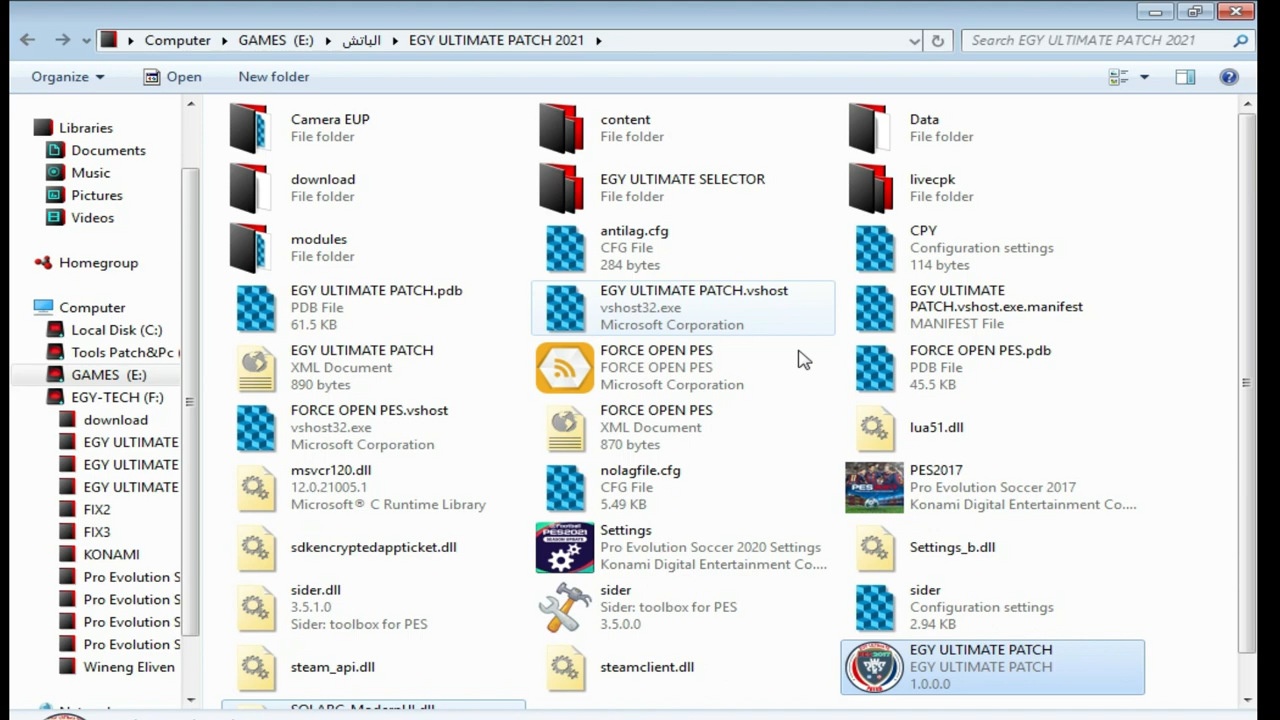 Computer ▸ GAMES (E:) ▸ الباتش ▸ EGY ULTIMATE PATCH 2021 ▸
Search EGY ULTIMATE PATCH 2021
Organize
Open
New folder
Libraries
Documents
Music
Pictures
Videos
Homegroup
Computer
Local Disk (C:)
Tools Patch&Pc (
GAMES (E:)
EGY-TECH (F:)
download
EGY ULTIMATE
EGY ULTIMATE
EGY ULTIMATE
FIX2
FIX3
KONAMI
Pro Evolution S
Pro Evolution S
Pro Evolution S
Pro Evolution S
Wineng Eliven
Camera EUP
File folder
content
File folder
Data
File folder
download
File folder
EGY ULTIMATE SELECTOR
File folder
livecpk
File folder
modules
File folder
antilag.cfg
CFG File
284 bytes
CPY
Configuration settings
114 bytes
EGY ULTIMATE PATCH.pdb
PDB File
61.5 KB
EGY ULTIMATE PATCH.vshost
vshost32.exe
Microsoft Corporation
EGY ULTIMATE
PATCH.vshost.exe.manifest
MANIFEST File
EGY ULTIMATE PATCH
XML Document
890 bytes
FORCE OPEN PES
FORCE OPEN PES
Microsoft Corporation
FORCE OPEN PES.pdb
PDB File
45.5 KB
FORCE OPEN PES.vshost
vshost32.exe
Microsoft Corporation
FORCE OPEN PES
XML Document
870 bytes
lua51.dll
msvcr120.dll
12.0.21005.1
Microsoft® C Runtime Library
nolagfile.cfg
CFG File
5.49 KB
PES2017
Pro Evolution Soccer 2017
Konami Digital Entertainment Co....
sdkencryptedappticket.dll
Settings
Pro Evolution Soccer 2020 Settings
Konami Digital Entertainment Co....
Settings_b.dll
sider.dll
3.5.1.0
Sider: toolbox for PES
sider
Sider: toolbox for PES
3.5.0.0
sider
Configuration settings
2.94 KB
steam_api.dll
steamclient.dll
EGY ULTIMATE PATCH
EGY ULTIMATE PATCH
1.0.0.0